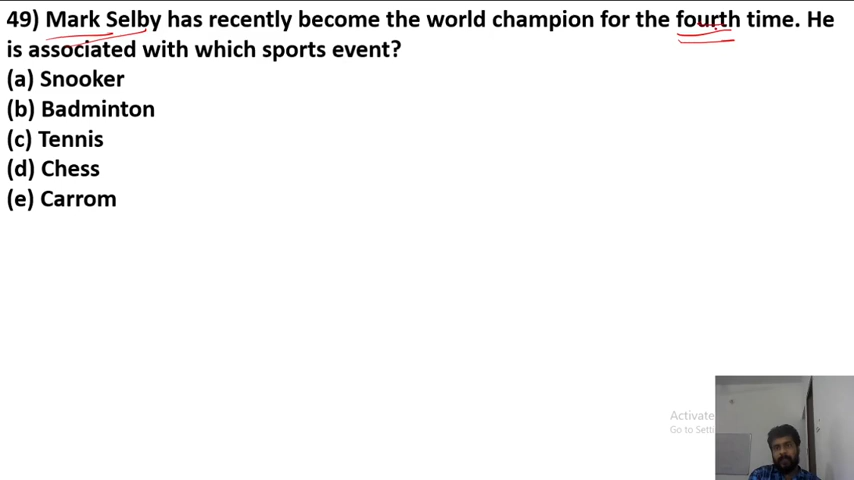 49) Mark Selby has recently become the world champion for the fourth time. He
is associated with which sports event?
(a) Snooker
(b) Badminton
(c) Tennis
(d) Chess
(e) Carrom
Activate
Go to Setti